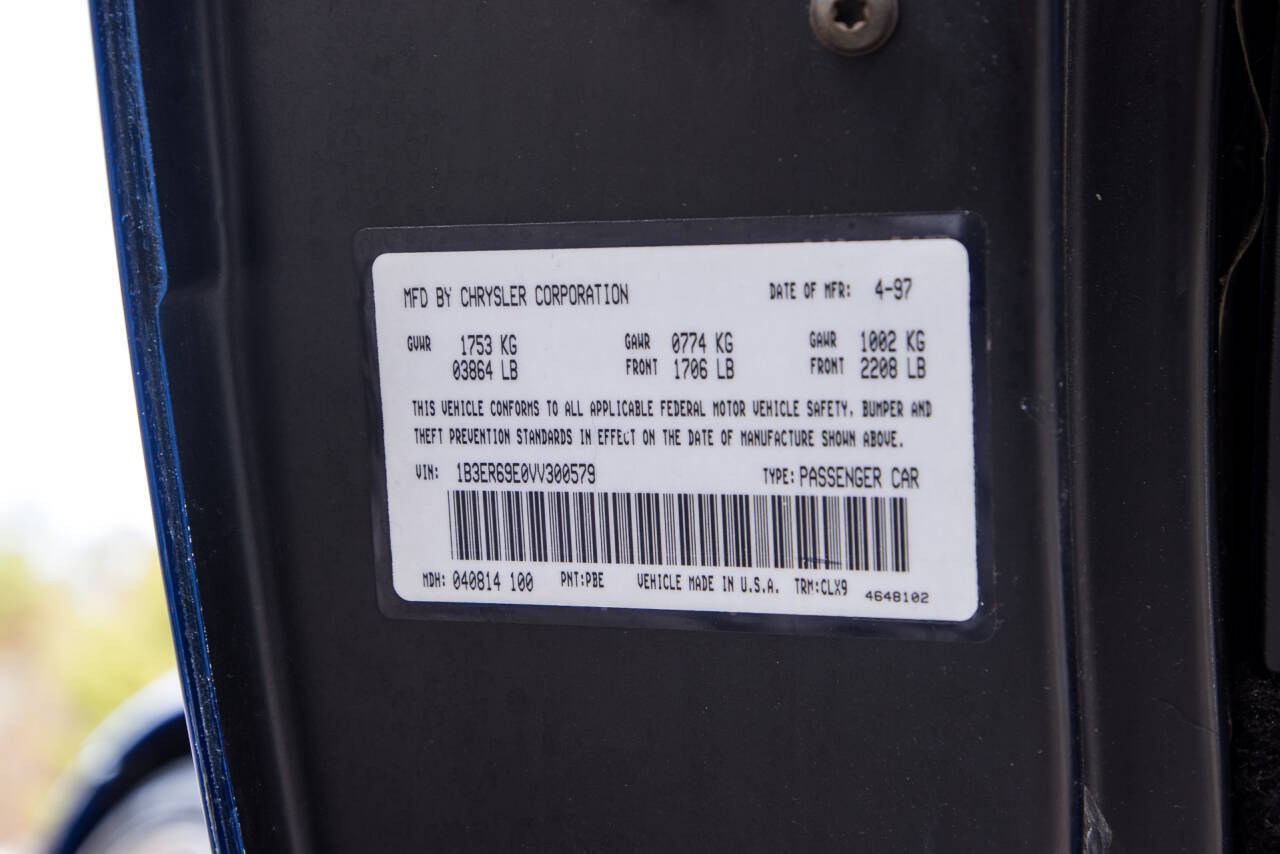 MFD BY CHRYSLER CORPORATION DATE OF MFR: 4-97
GVWR 1753 KG GAWR 0774 KG GAWR 1002 KG
03864 LB FRONT 1706 LB FRONT 2208 LB
THIS VEHICLE CONFORMS TO ALL APPLICABLE FEDERAL MOTOR VEHICLE SAFETY, BUMPER AND
THEFT PREVENTION STANDARDS IN EFFECT ON THE DATE OF MANUFACTURE SHOWN ABOVE.
VIN: 1B3ER69E0VV300579 TYPE: PASSENGER CAR
MDH: 040814 100 PNT:PBE VEHICLE MADE IN U.S.A. TRM:CLX9 4648102